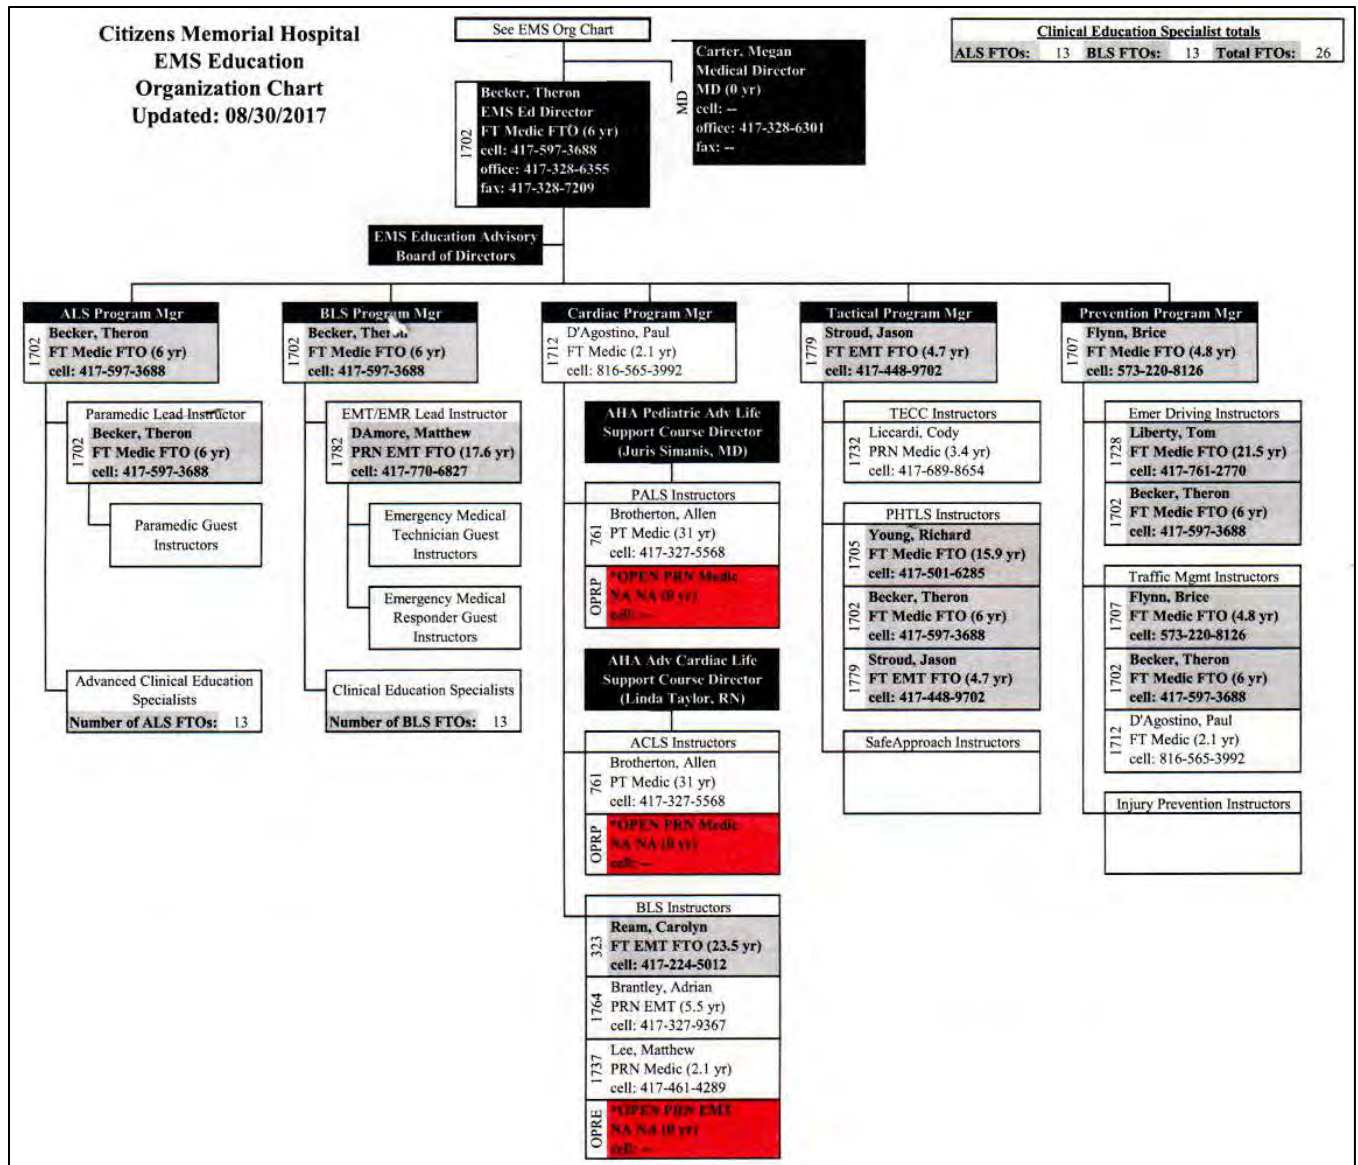 Citizens Memorial Hospital
EMS Education
Organization Chart
Updated: 08/30/2017
See EMS Org Chart
Clinical Education Specialist totals
ALS FTOs: 13 BLS FTOs: 13 Total FTOs: 26
1702
Becker, Theron
EMS Ed Director
FT Medic FTO (6 yr)
cell: 417-597-3688
office: 417-328-6355
fax: 417-328-7209
MD
Carter, Megan
Medical Director
MD (0 yr)
cell: --
office: 417-328-6301
fax: --
EMS Education Advisory
Board of Directors
ALS Program Mgr
1702
Becker, Theron
FT Medic FTO (6 yr)
cell: 417-597-3688
Paramedic Lead Instructor
1702
Becker, Theron
FT Medic FTO (6 yr)
cell: 417-597-3688
Paramedic Guest
Instructors
Advanced Clinical Education
Specialists
Number of ALS FTOs: 13
BLS Program Mgr
1702
Becker, Theron
FT Medic FTO (6 yr)
cell: 417-597-3688
EMT/EMR Lead Instructor
1782
DAmore, Matthew
PRN EMT FTO (17.6 yr)
cell: 417-770-6827
Emergency Medical
Technician Guest
Instructors
Emergency Medical
Responder Guest
Instructors
Clinical Education Specialists
Number of BLS FTOs: 13
Cardiac Program Mgr
1712
D'Agostino, Paul
FT Medic (2.1 yr)
cell: 816-565-3992
AHA Pediatric Adv Life
Support Course Director
(Juris Simanis, MD)
PALS Instructors
761
Brotherton, Allen
PT Medic (31 yr)
cell: 417-327-5568
OPRP
*OPEN PRN Medic
NA NA (0 yr)
cell: --
AHA Adv Cardiac Life
Support Course Director
(Linda Taylor, RN)
ACLS Instructors
761
Brotherton, Allen
PT Medic (31 yr)
cell: 417-327-5568
OPRP
*OPEN PRN Medic
NA NA (0 yr)
cell: --
BLS Instructors
323
Ream, Carolyn
FT EMT FTO (23.5 yr)
cell: 417-224-5012
1764
Brantley, Adrian
PRN EMT (5.5 yr)
cell: 417-327-9367
1737
Lee, Matthew
PRN Medic (2.1 yr)
cell: 417-461-4289
OPRE
*OPEN PRN EMT
NA NA (0 yr)
cell: --
Tactical Program Mgr
1779
Stroud, Jason
FT EMT FTO (4.7 yr)
cell: 417-448-9702
TECC Instructors
1732
Liccardi, Cody
PRN Medic (3.4 yr)
cell: 417-689-8654
PHTLS Instructors
1705
Young, Richard
FT Medic FTO (15.9 yr)
cell: 417-501-6285
1702
Becker, Theron
FT Medic FTO (6 yr)
cell: 417-597-3688
1779
Stroud, Jason
FT EMT FTO (4.7 yr)
cell: 417-448-9702
SafeApproach Instructors
Prevention Program Mgr
1707
Flynn, Brice
FT Medic FTO (4.8 yr)
cell: 573-220-8126
Emer Driving Instructors
1728
Liberty, Tom
FT Medic FTO (21.5 yr)
cell: 417-761-2770
1702
Becker, Theron
FT Medic FTO (6 yr)
cell: 417-597-3688
Traffic Mgmt Instructors
1707
Flynn, Brice
FT Medic FTO (4.8 yr)
cell: 573-220-8126
1702
Becker, Theron
FT Medic FTO (6 yr)
cell: 417-597-3688
1712
D'Agostino, Paul
FT Medic (2.1 yr)
cell: 816-565-3992
Injury Prevention Instructors